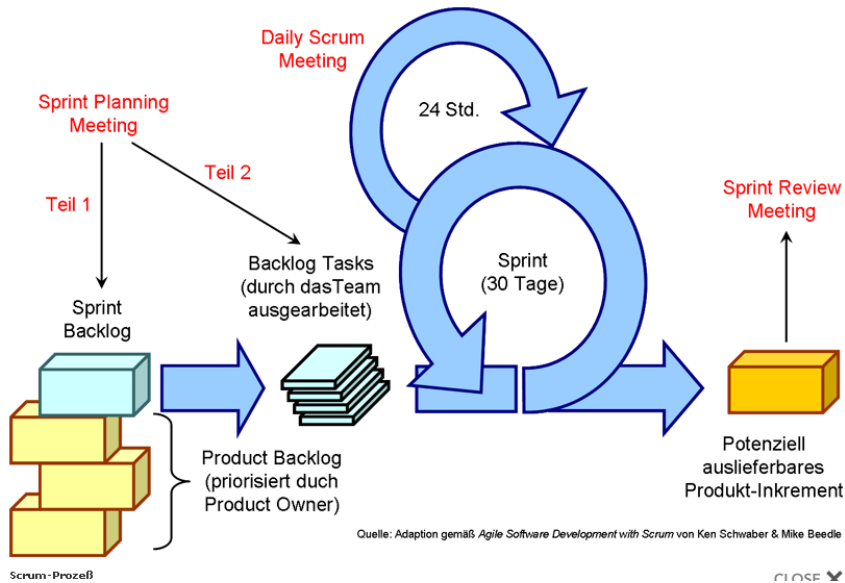 Daily Scrum
Meeting
24 Std.
Sprint Planning
Meeting
Teil 1
Teil 2
Sprint Review
Meeting
Backlog Tasks
(durch dasTeam
ausgearbeitet)
Sprint
(30 Tage)
Sprint
Backlog
Product Backlog
(priorisiert duch
Product Owner)
Potenziell
auslieferbares
Produkt-Inkrement
Quelle: Adaption gemäß Agile Software Development with Scrum von Ken Schwaber & Mike Beedle
Scrum-Prozeß
CLOSE X